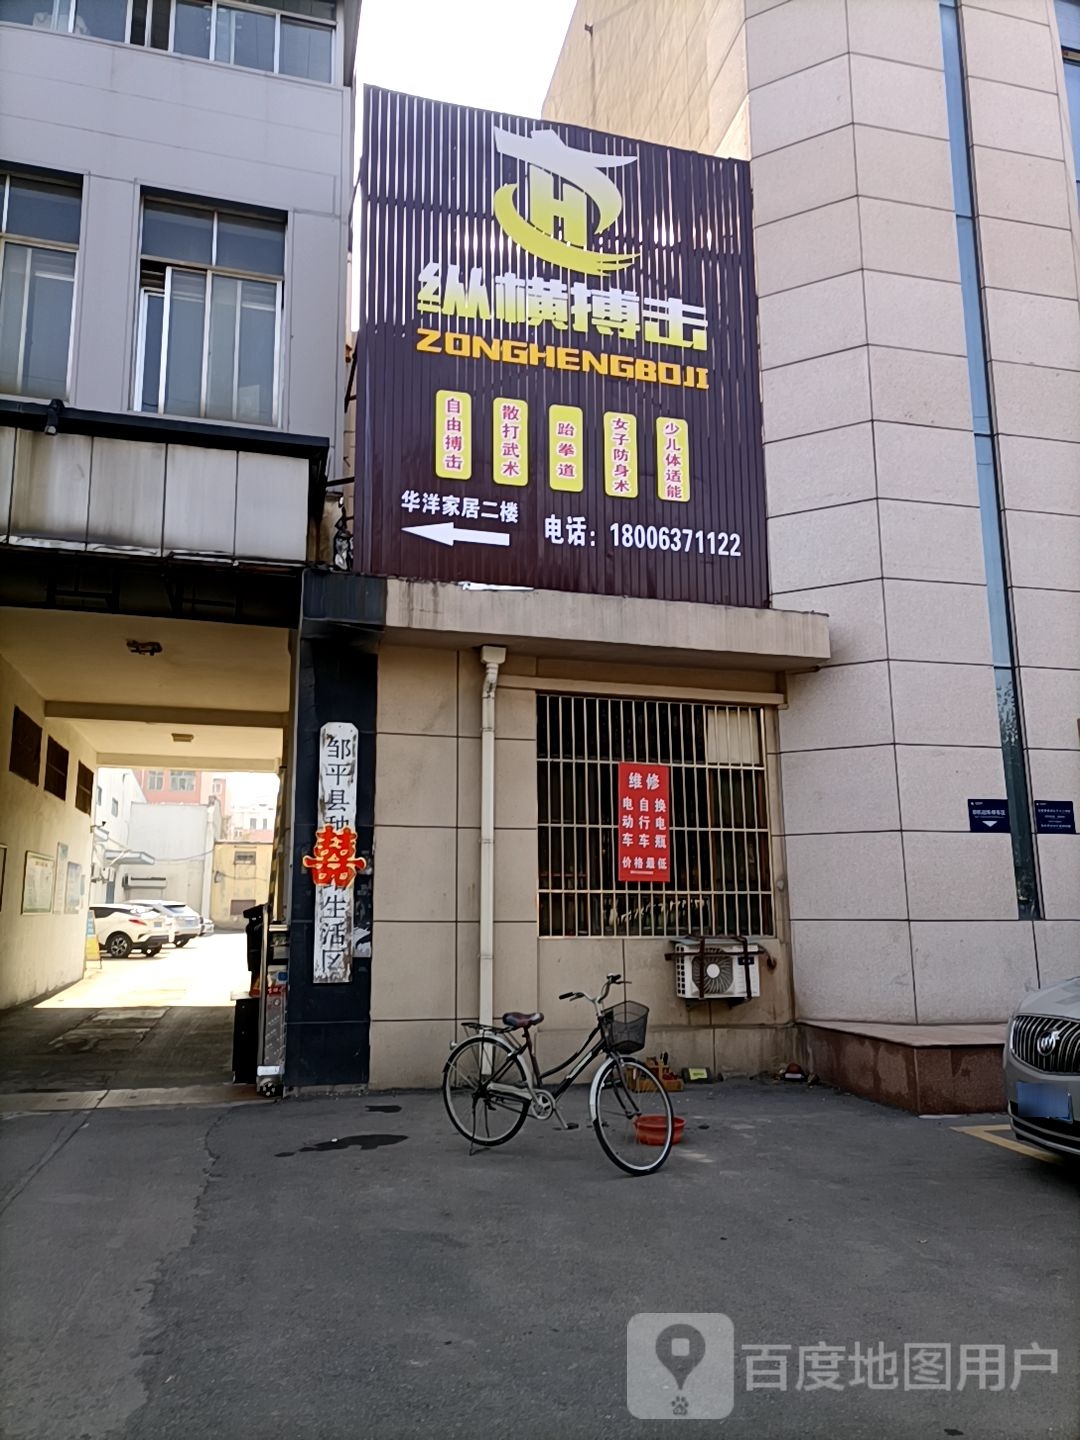 H
纵横搏击
ZONGHENGBOJI
自由搏击
散打武术
跆拳道
女子防身术
少儿体适能
华洋家居二楼
电话：18006371122
邹平县种
囍
生活区
维修
电动车
自行车
换电瓶
价格最低
百度地图用户